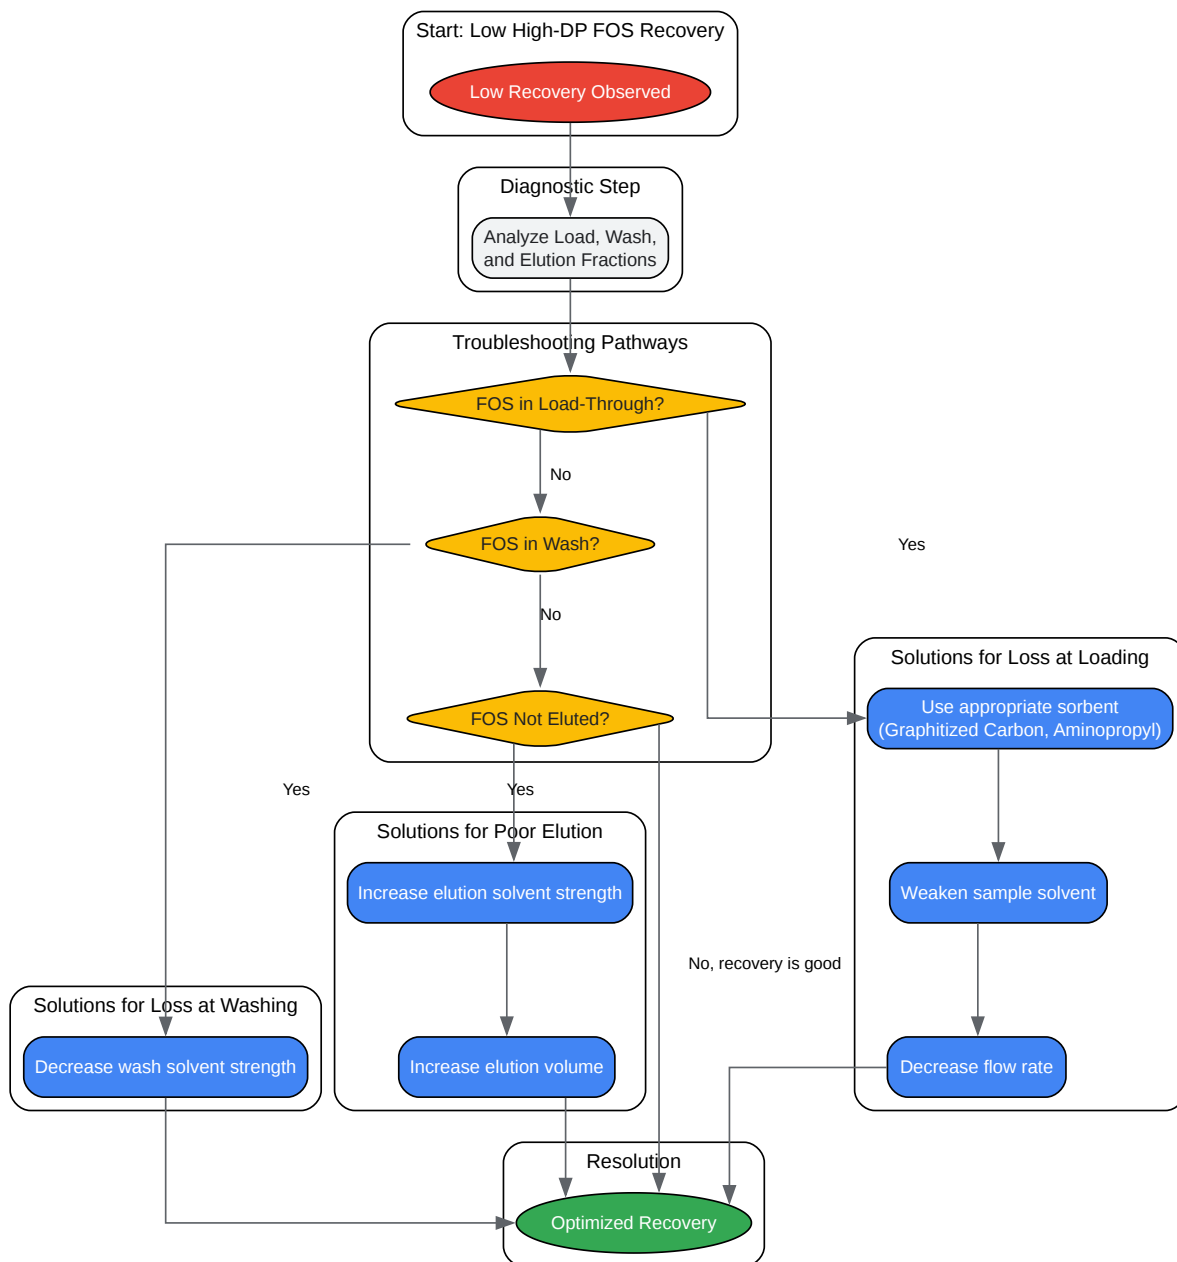 Start: Low High-DP FOS Recovery
Low Recovery Observed
Diagnostic Step
Analyze Load, Wash,
and Elution Fractions
Troubleshooting Pathways
FOS in Load-Through?
No
FOS in Wash?
Yes
No
FOS Not Eluted?
Solutions for Loss at Loading
Use appropriate sorbent
(Graphitized Carbon, Aminopropyl)
Yes
Yes
Solutions for Poor Elution
Increase elution solvent strength
Weaken sample solvent
No, recovery is good
Solutions for Loss at Washing
Decrease wash solvent strength
Increase elution volume
Decrease flow rate
Resolution
Optimized Recovery